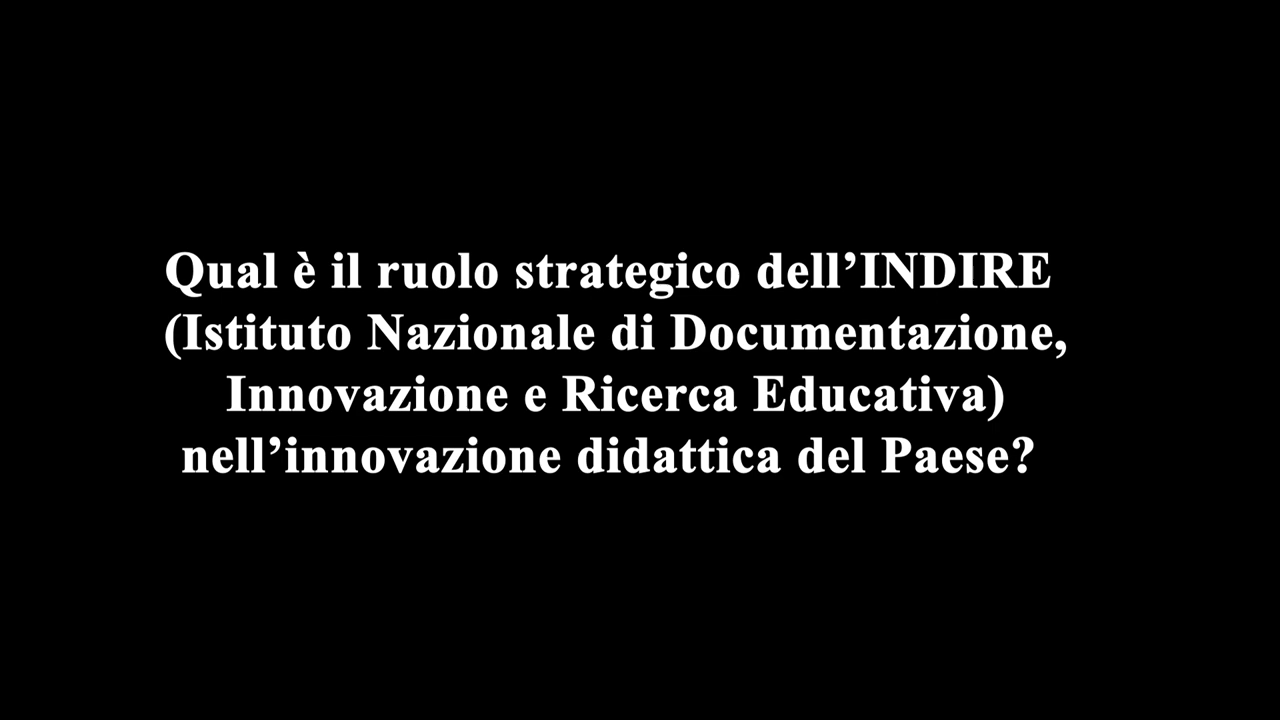 Qual è il ruolo strategico dell’INDIRE
(Istituto Nazionale di Documentazione,
Innovazione e Ricerca Educativa)
nell’innovazione didattica del Paese?